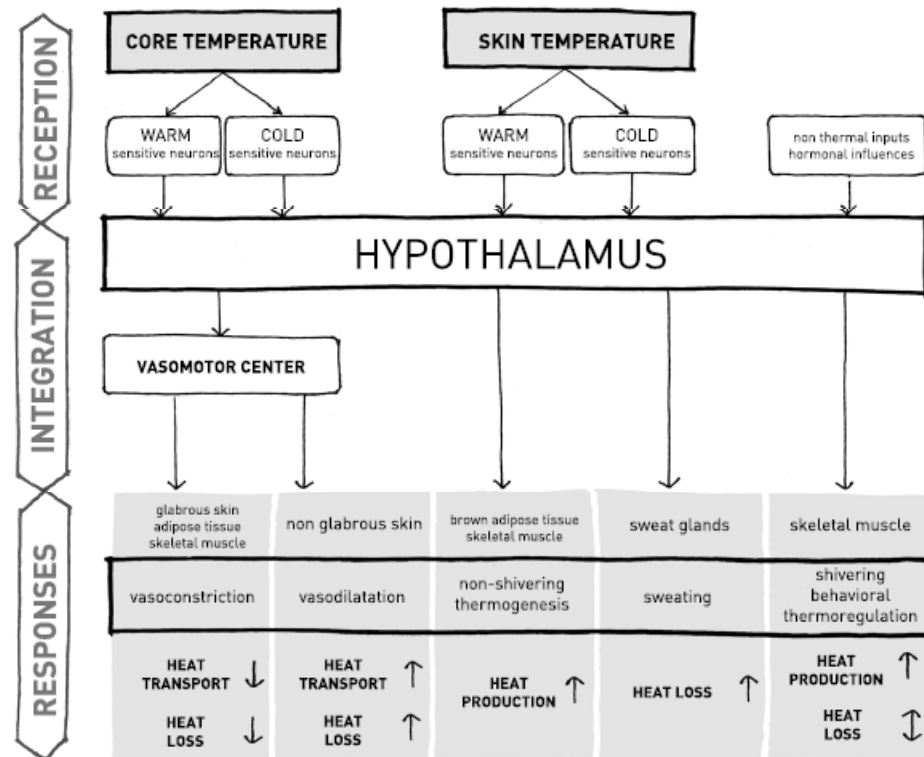 RECEPTION
CORE TEMPERATURE
SKIN TEMPERATURE
WARM
sensitive neurons
COLD
sensitive neurons
WARM
sensitive neurons
COLD
sensitive neurons
non thermal inputs
hormonal influences
INTEGRATION
HYPOTHALAMUS
VASOMOTOR CENTER
RESPONSES
glabrous skin
adipose tissue
skeletal muscle
non glabrous skin
brown adipose tissue
skeletal muscle
sweat glands
skeletal muscle
vasoconstriction
vasodilatation
non-shivering
thermogenesis
sweating
shivering
behavioral
thermoregulation
HEAT
TRANSPORT ↓
HEAT
LOSS ↓
HEAT
TRANSPORT ↑
HEAT
LOSS ↑
HEAT
PRODUCTION ↑
HEAT LOSS ↑
HEAT
PRODUCTION ↑
HEAT
LOSS ↕